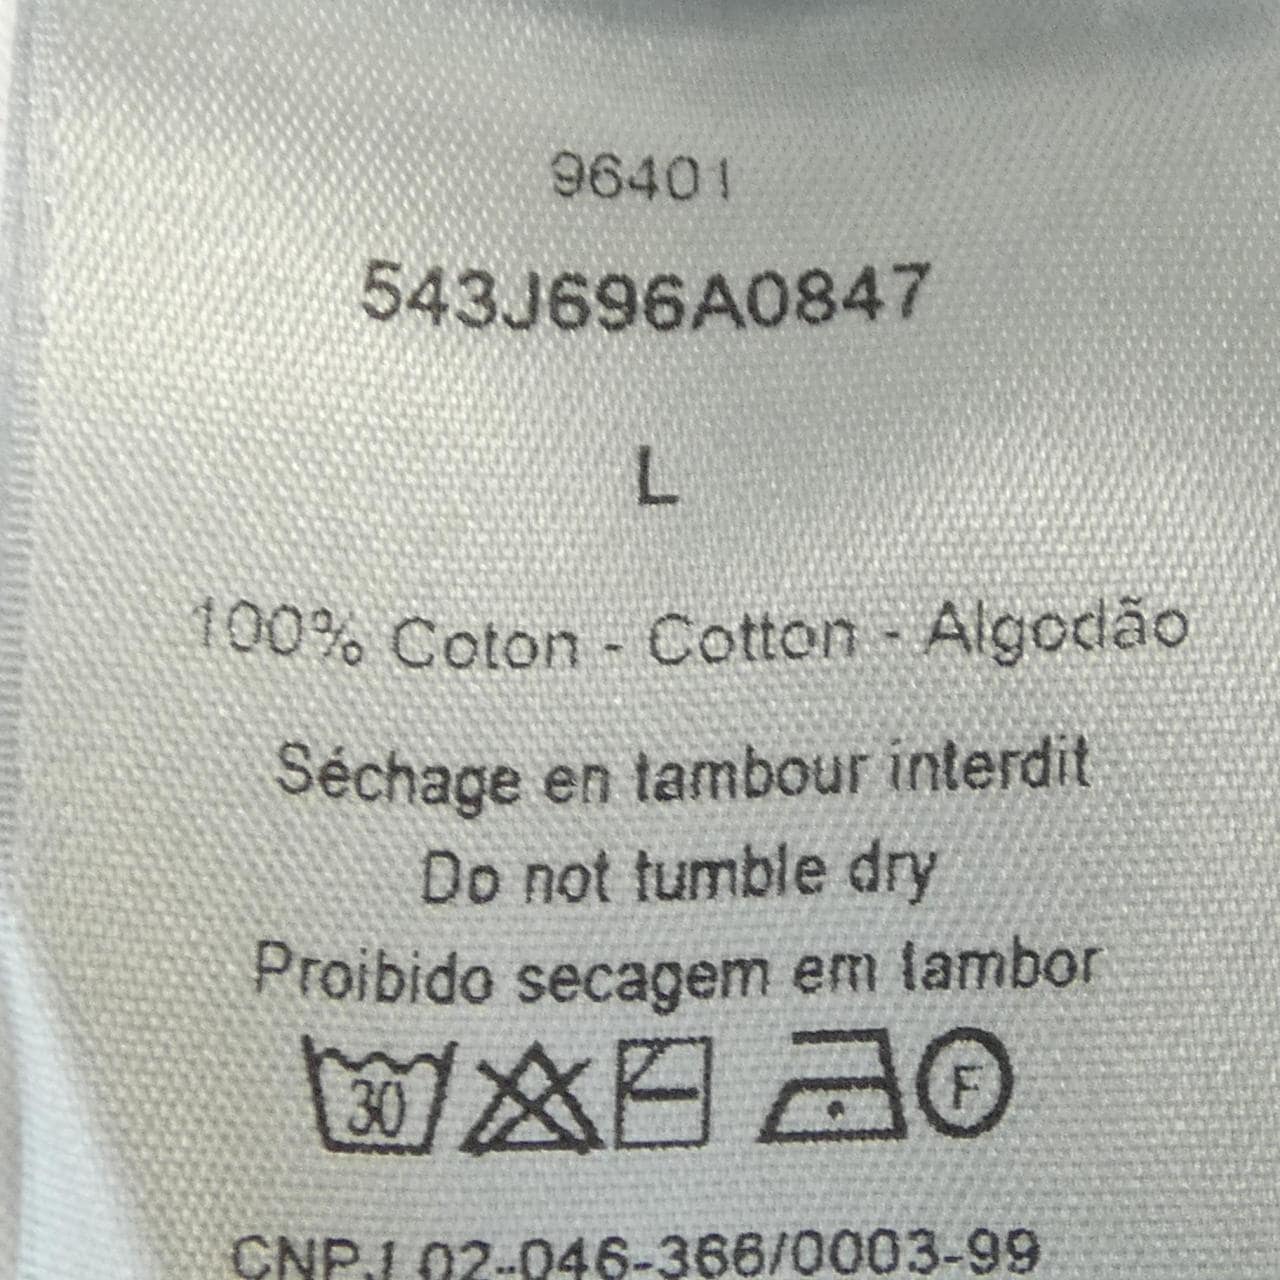 96401
543J696A0847
L
100% Coton - Cotton - Algodão
Séchage en tambour interdit
Do not tumble dry
Proibido secagem em tambor
30 F
CNPJ 02-046-366/0003-99